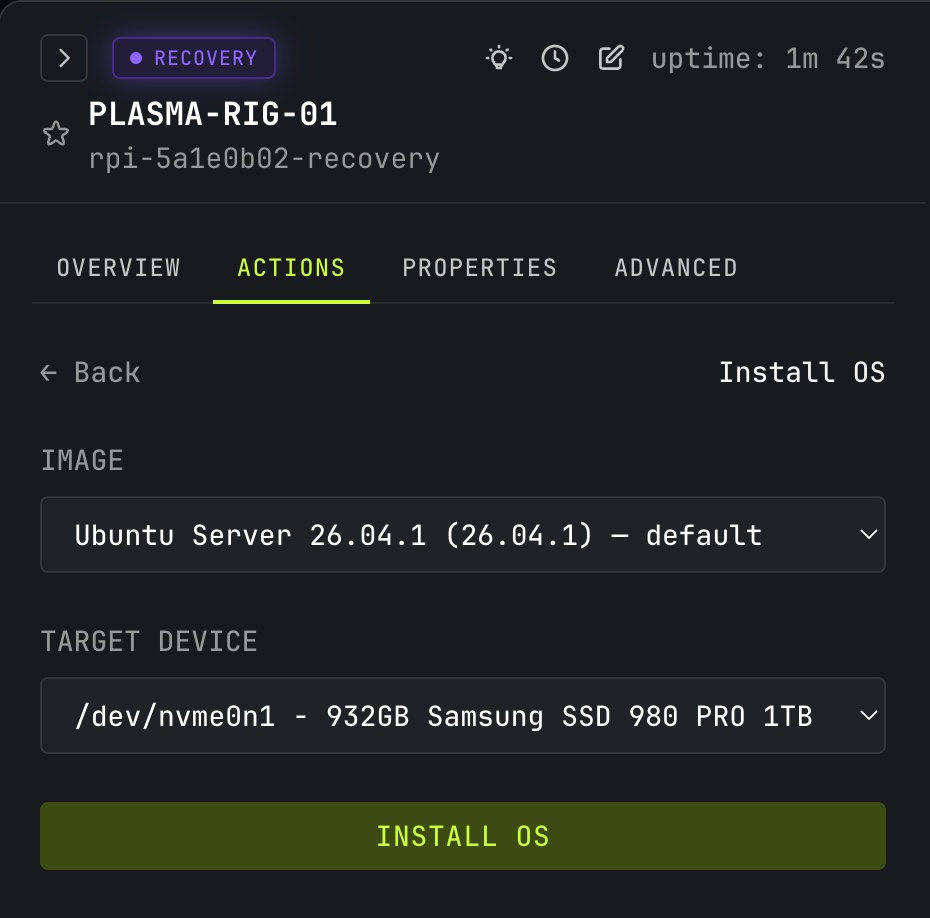 RECOVERY
uptime: 1m 42s
PLASMA-RIG-01
rpi-5a1e0b02-recovery
OVERVIEW ACTIONS PROPERTIES ADVANCED
← Back Install OS
IMAGE
Ubuntu Server 26.04.1 (26.04.1) — default
TARGET DEVICE
/dev/nvme0n1 - 932GB Samsung SSD 980 PRO 1TB
INSTALL OS